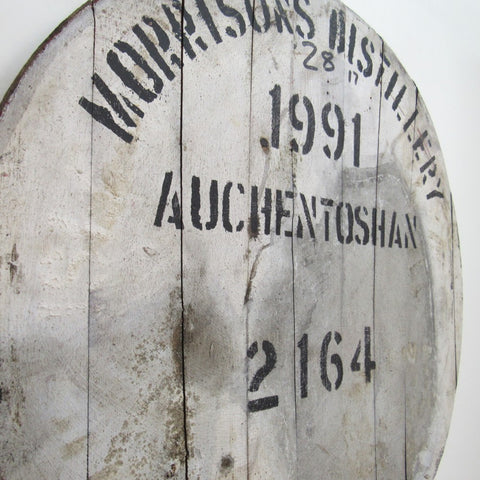 MORRISONS DISTILLERY
28"
1991
AUCHENTOSHAN
2164